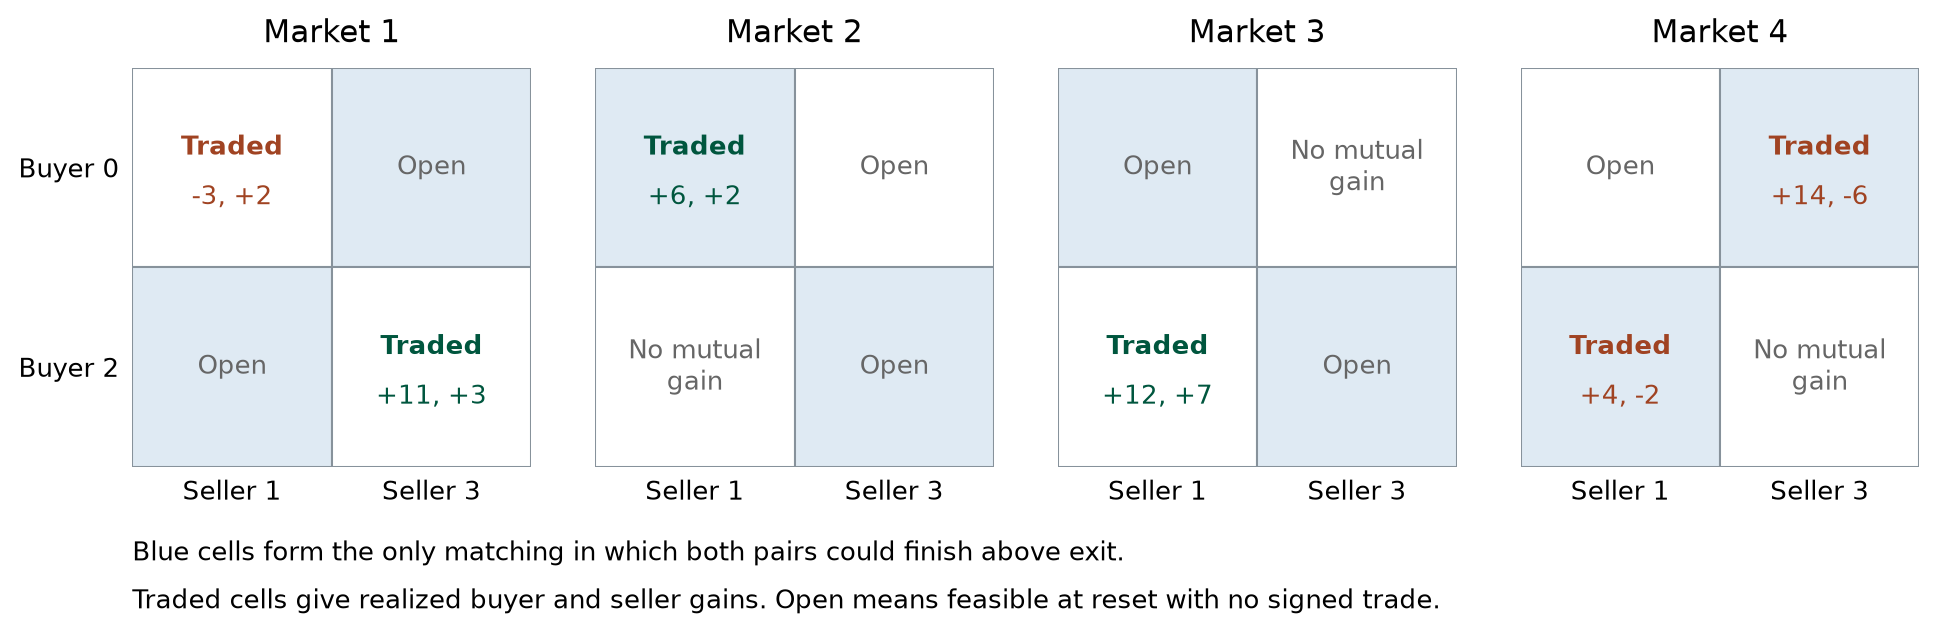 Market 1
Market 2
Market 3
Market 4
Buyer 0
Traded
-3, +2
Open
Traded
+6, +2
Open
Open
No mutual
gain
Open
Traded
+14, -6
Buyer 2
Open
Traded
+11, +3
No mutual
gain
Open
Traded
+12, +7
Open
Traded
+4, -2
No mutual
gain
Seller 1
Seller 3
Seller 1
Seller 3
Seller 1
Seller 3
Seller 1
Seller 3
Blue cells form the only matching in which both pairs could finish above exit.
Traded cells give realized buyer and seller gains. Open means feasible at reset with no signed trade.